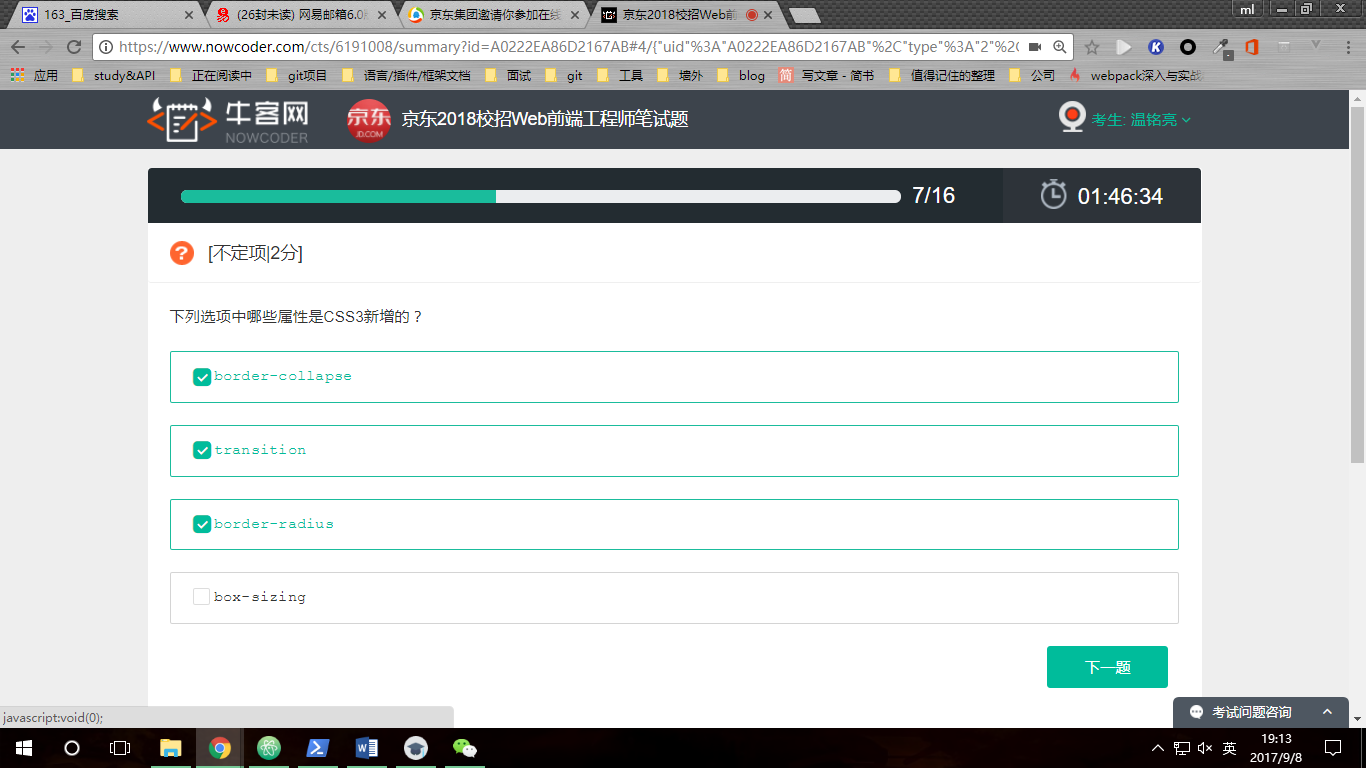 163_百度搜索
(26封未读) 网易邮箱6.0
京东集团邀请你参加在线
京东2018校招Web前
ml
https://www.nowcoder.com/cts/6191008/summary?id=A0222EA86D2167AB#4/{"uid"%3A"A0222EA86D2167AB"%2C"type"%3A"2"%2C
应用
study&API
正在阅读中
git项目
语言/插件/框架文档
面试
git
工具
墙外
blog
简 写文章 - 简书
值得记住的整理
公司
webpack深入与实战
牛客网
NOWCODER
京东
JD.COM
京东2018校招Web前端工程师笔试题
考生: 温铭亮
7/16
01:46:34
? [不定项|2分]
下列选项中哪些属性是CSS3新增的？
border-collapse
transition
border-radius
box-sizing
下一题
javascript:void(0);
考试问题咨询
英
19:13
2017/9/8